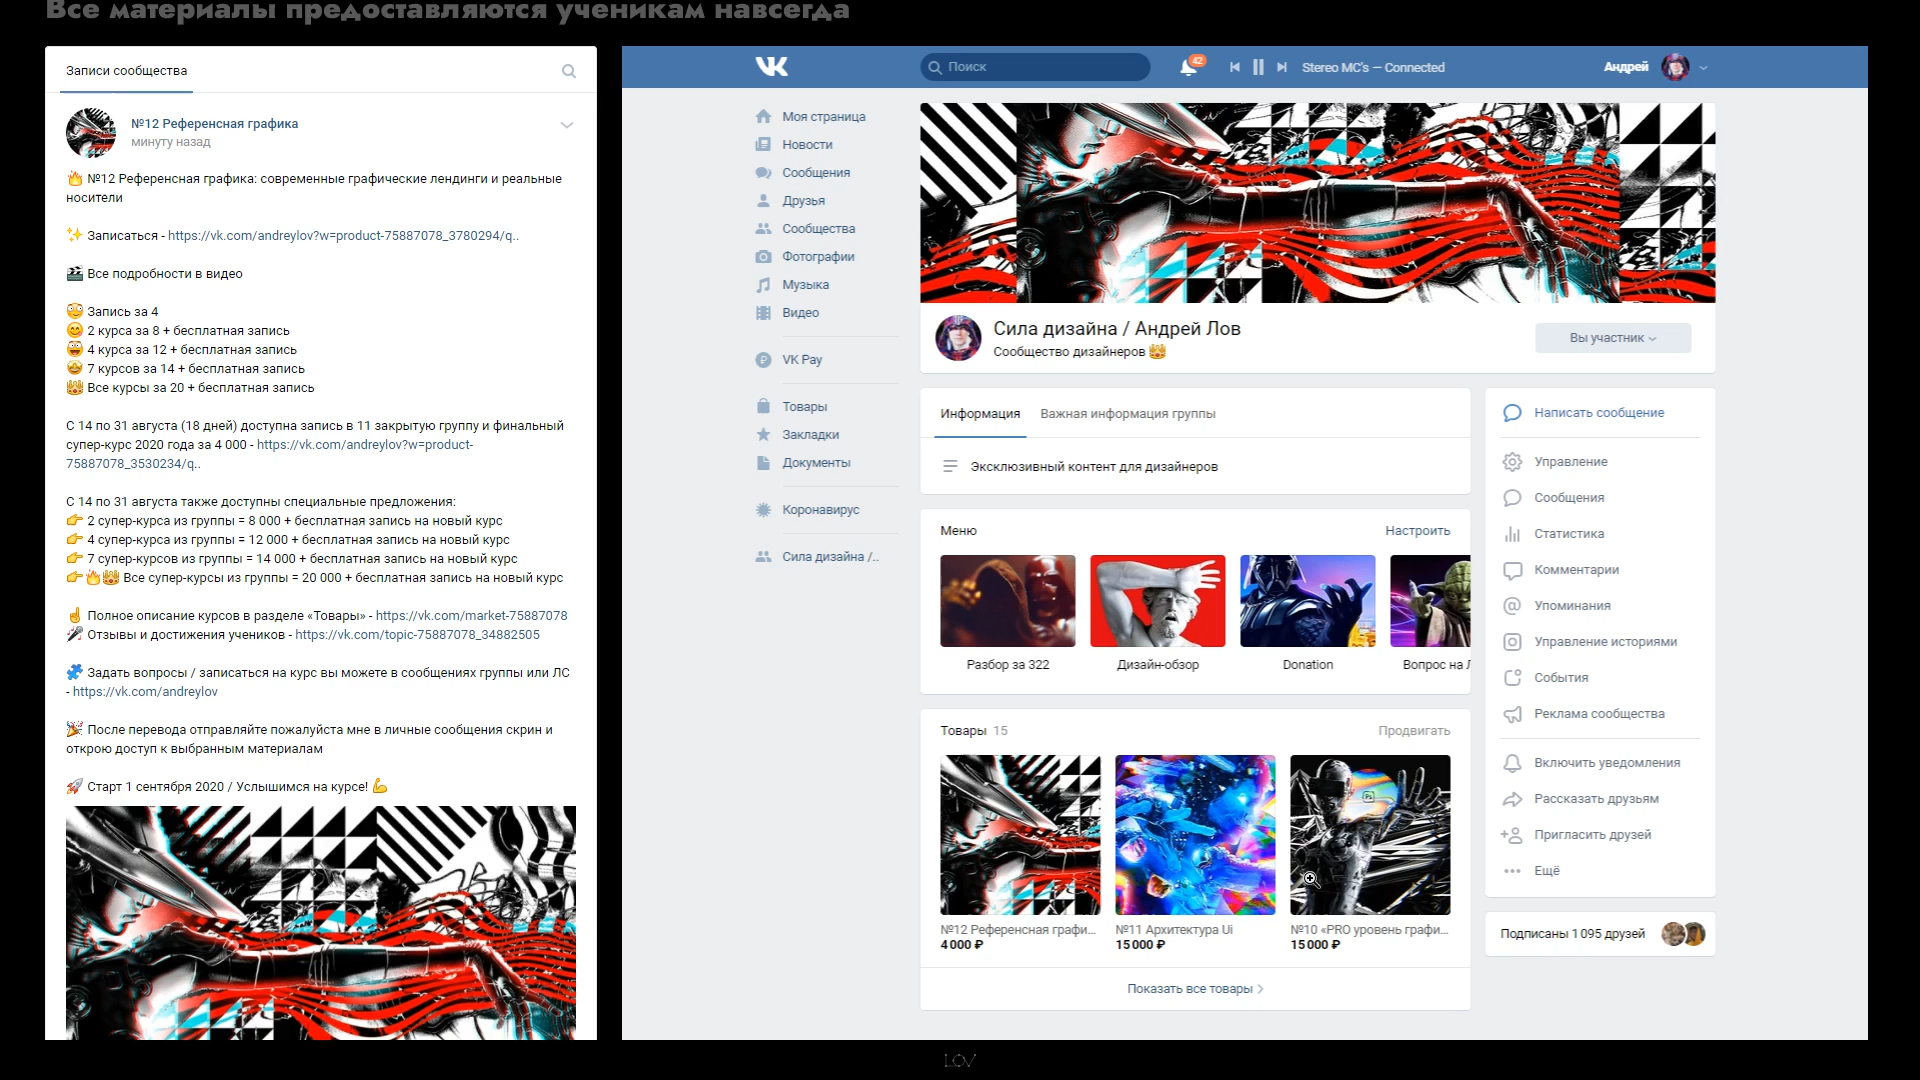 Все материалы предоставляются ученикам навсегда
Записи сообщества
№12 Референсная графика
минуту назад
🔥 №12 Референсная графика: современные графические лендинги и реальные
носители
✨ Записаться - https://vk.com/andreylov?w=product-75887078_3780294/q..
🎬 Все подробности в видео
😳 Запись за 4
😊 2 курса за 8 + бесплатная запись
😄 4 курса за 12 + бесплатная запись
🤩 7 курсов за 14 + бесплатная запись
👑 Все курсы за 20 + бесплатная запись
С 14 по 31 августа (18 дней) доступна запись в 11 закрытую группу и финальный
супер-курс 2020 года за 4 000 - https://vk.com/andreylov?w=product-
75887078_3530234/q..
С 14 по 31 августа также доступны специальные предложения:
👉 2 супер-курса из группы = 8 000 + бесплатная запись на новый курс
👉 4 супер-курса из группы = 12 000 + бесплатная запись на новый курс
👉 7 супер-курсов из группы = 14 000 + бесплатная запись на новый курс
👉🔥👑 Все супер-курсы из группы = 20 000 + бесплатная запись на новый курс
☝ Полное описание курсов в разделе «Товары» - https://vk.com/market-75887078
🎤 Отзывы и достижения учеников - https://vk.com/topic-75887078_34882505
🧩 Задать вопросы / записаться на курс вы можете в сообщениях группы или ЛС
- https://vk.com/andreylov
🎉 После перевода отправляйте пожалуйста мне в личные сообщения скрин и
открою доступ к выбранным материалам
🚀 Старт 1 сентября 2020 / Услышимся на курсе! 💪
Поиск
42
Stereo MC's — Connected
Андрей
Моя страница
Новости
Сообщения
Друзья
Сообщества
Фотографии
Музыка
Видео
VK Pay
Товары
Закладки
Документы
Коронавирус
Сила дизайна /..
Сила дизайна / Андрей Лов
Сообщество дизайнеров 👑
Вы участник
Информация
Важная информация группы
Эксклюзивный контент для дизайнеров
Меню
Настроить
Разбор за 322
Дизайн-обзор
Donation
Вопрос на Л
Товары 15
Продвигать
№12 Референсная графи...
4 000 ₽
№11 Архитектура Ui
15 000 ₽
Ps
№10 «PRO уровень графи...
15 000 ₽
Показать все товары
Написать сообщение
Управление
Сообщения
Статистика
Комментарии
Упоминания
Управление историями
События
Реклама сообщества
Включить уведомления
Рассказать друзьям
Пригласить друзей
Ещё
Подписаны 1 095 друзей
LOV